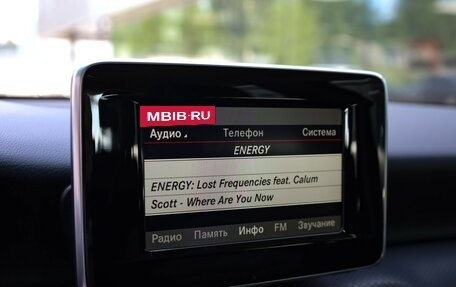 MBIB·RU
Аудио Телефон Система
ENERGY
ENERGY: Lost Frequencies feat. Calum
Scott - Where Are You Now
Радио Память Инфо FM Звучание